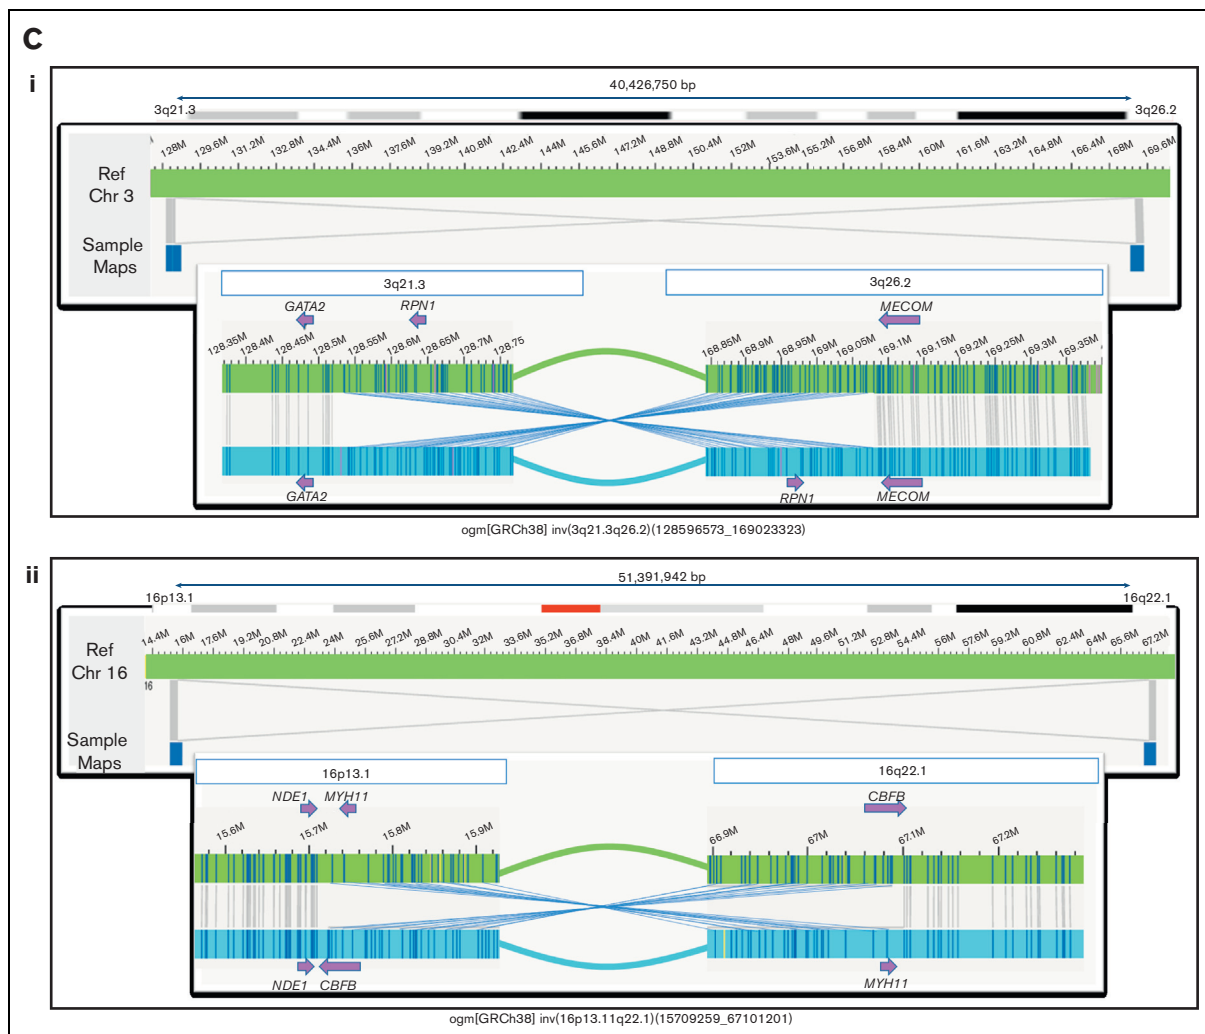 C
i
40,426,750 bp
3q21.3
3q26.2
128M 129.6M 131.2M 132.8M 134.4M 136M 137.6M 139.2M 140.8M 142.4M 144M 145.6M 147.2M 148.8M 150.4M 152M 153.6M 155.2M 156.8M 158.4M 160M 161.6M 163.2M 164.8M 166.4M 168M 169.6M
Ref
Chr 3
Sample
Maps
3q21.3
3q26.2
GATA2 RPN1 MECOM
128.35M 128.4M 128.45M 128.5M 128.55M 128.6M 128.65M 128.7M 128.75 168.85M 168.9M 168.95M 169M 169.05M 169.1M 169.15M 169.2M 169.25M 169.3M 169.35M
GATA2 RPN1 MECOM
ogm[GRCh38] inv(3q21.3q26.2)(128596573_169023323)
ii
51,391,942 bp
16p13.1
16q22.1
14.4M 16M 17.6M 19.2M 20.8M 22.4M 24M 25.6M 27.2M 28.8M 30.4M 32M 33.6M 35.2M 36.8M 38.4M 40M 41.6M 43.2M 44.8M 46.4M 48M 49.6M 51.2M 52.8M 54.4M 56M 57.6M 59.2M 60.8M 62.4M 64M 65.6M 67.2M
Ref
Chr 16
16
Sample
Maps
16p13.1
16q22.1
NDE1 MYH11 CBFB
15.6M 15.7M 15.8M 15.9M 66.9M 67M 67.1M 67.2M
NDE1 CBFB MYH11
ogm[GRCh38] inv(16p13.11q22.1)(15709259_67101201)